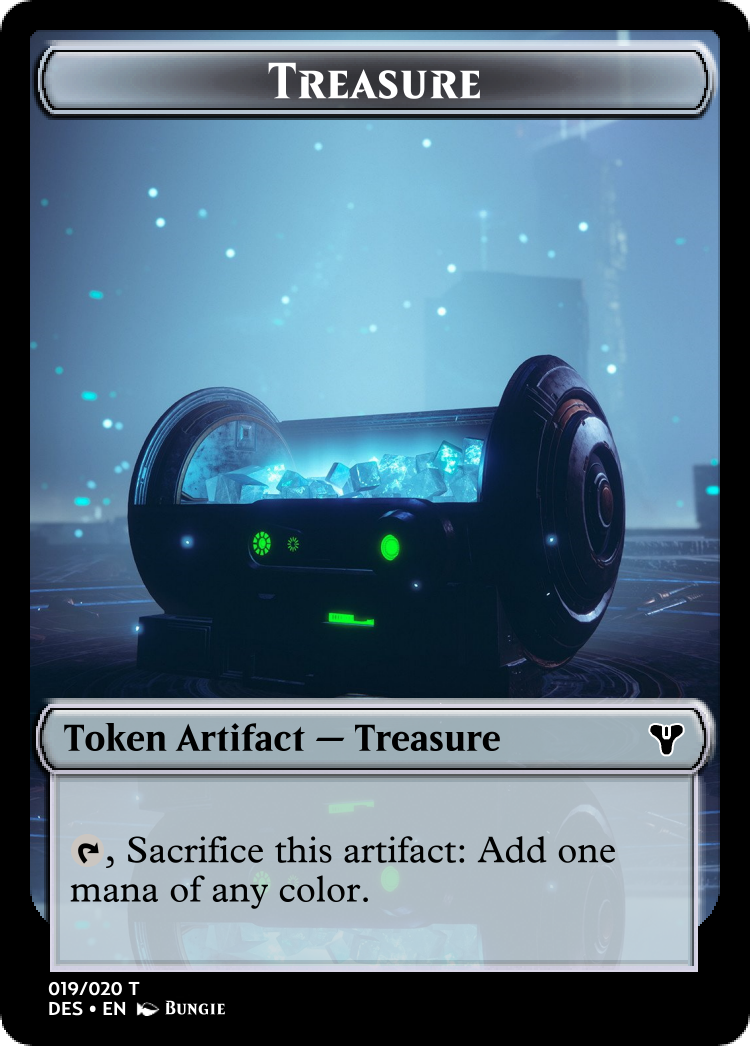 Treasure
Token Artifact — Treasure
, Sacrifice this artifact: Add one
mana of any color.
019/020 T
DES • EN Bungie